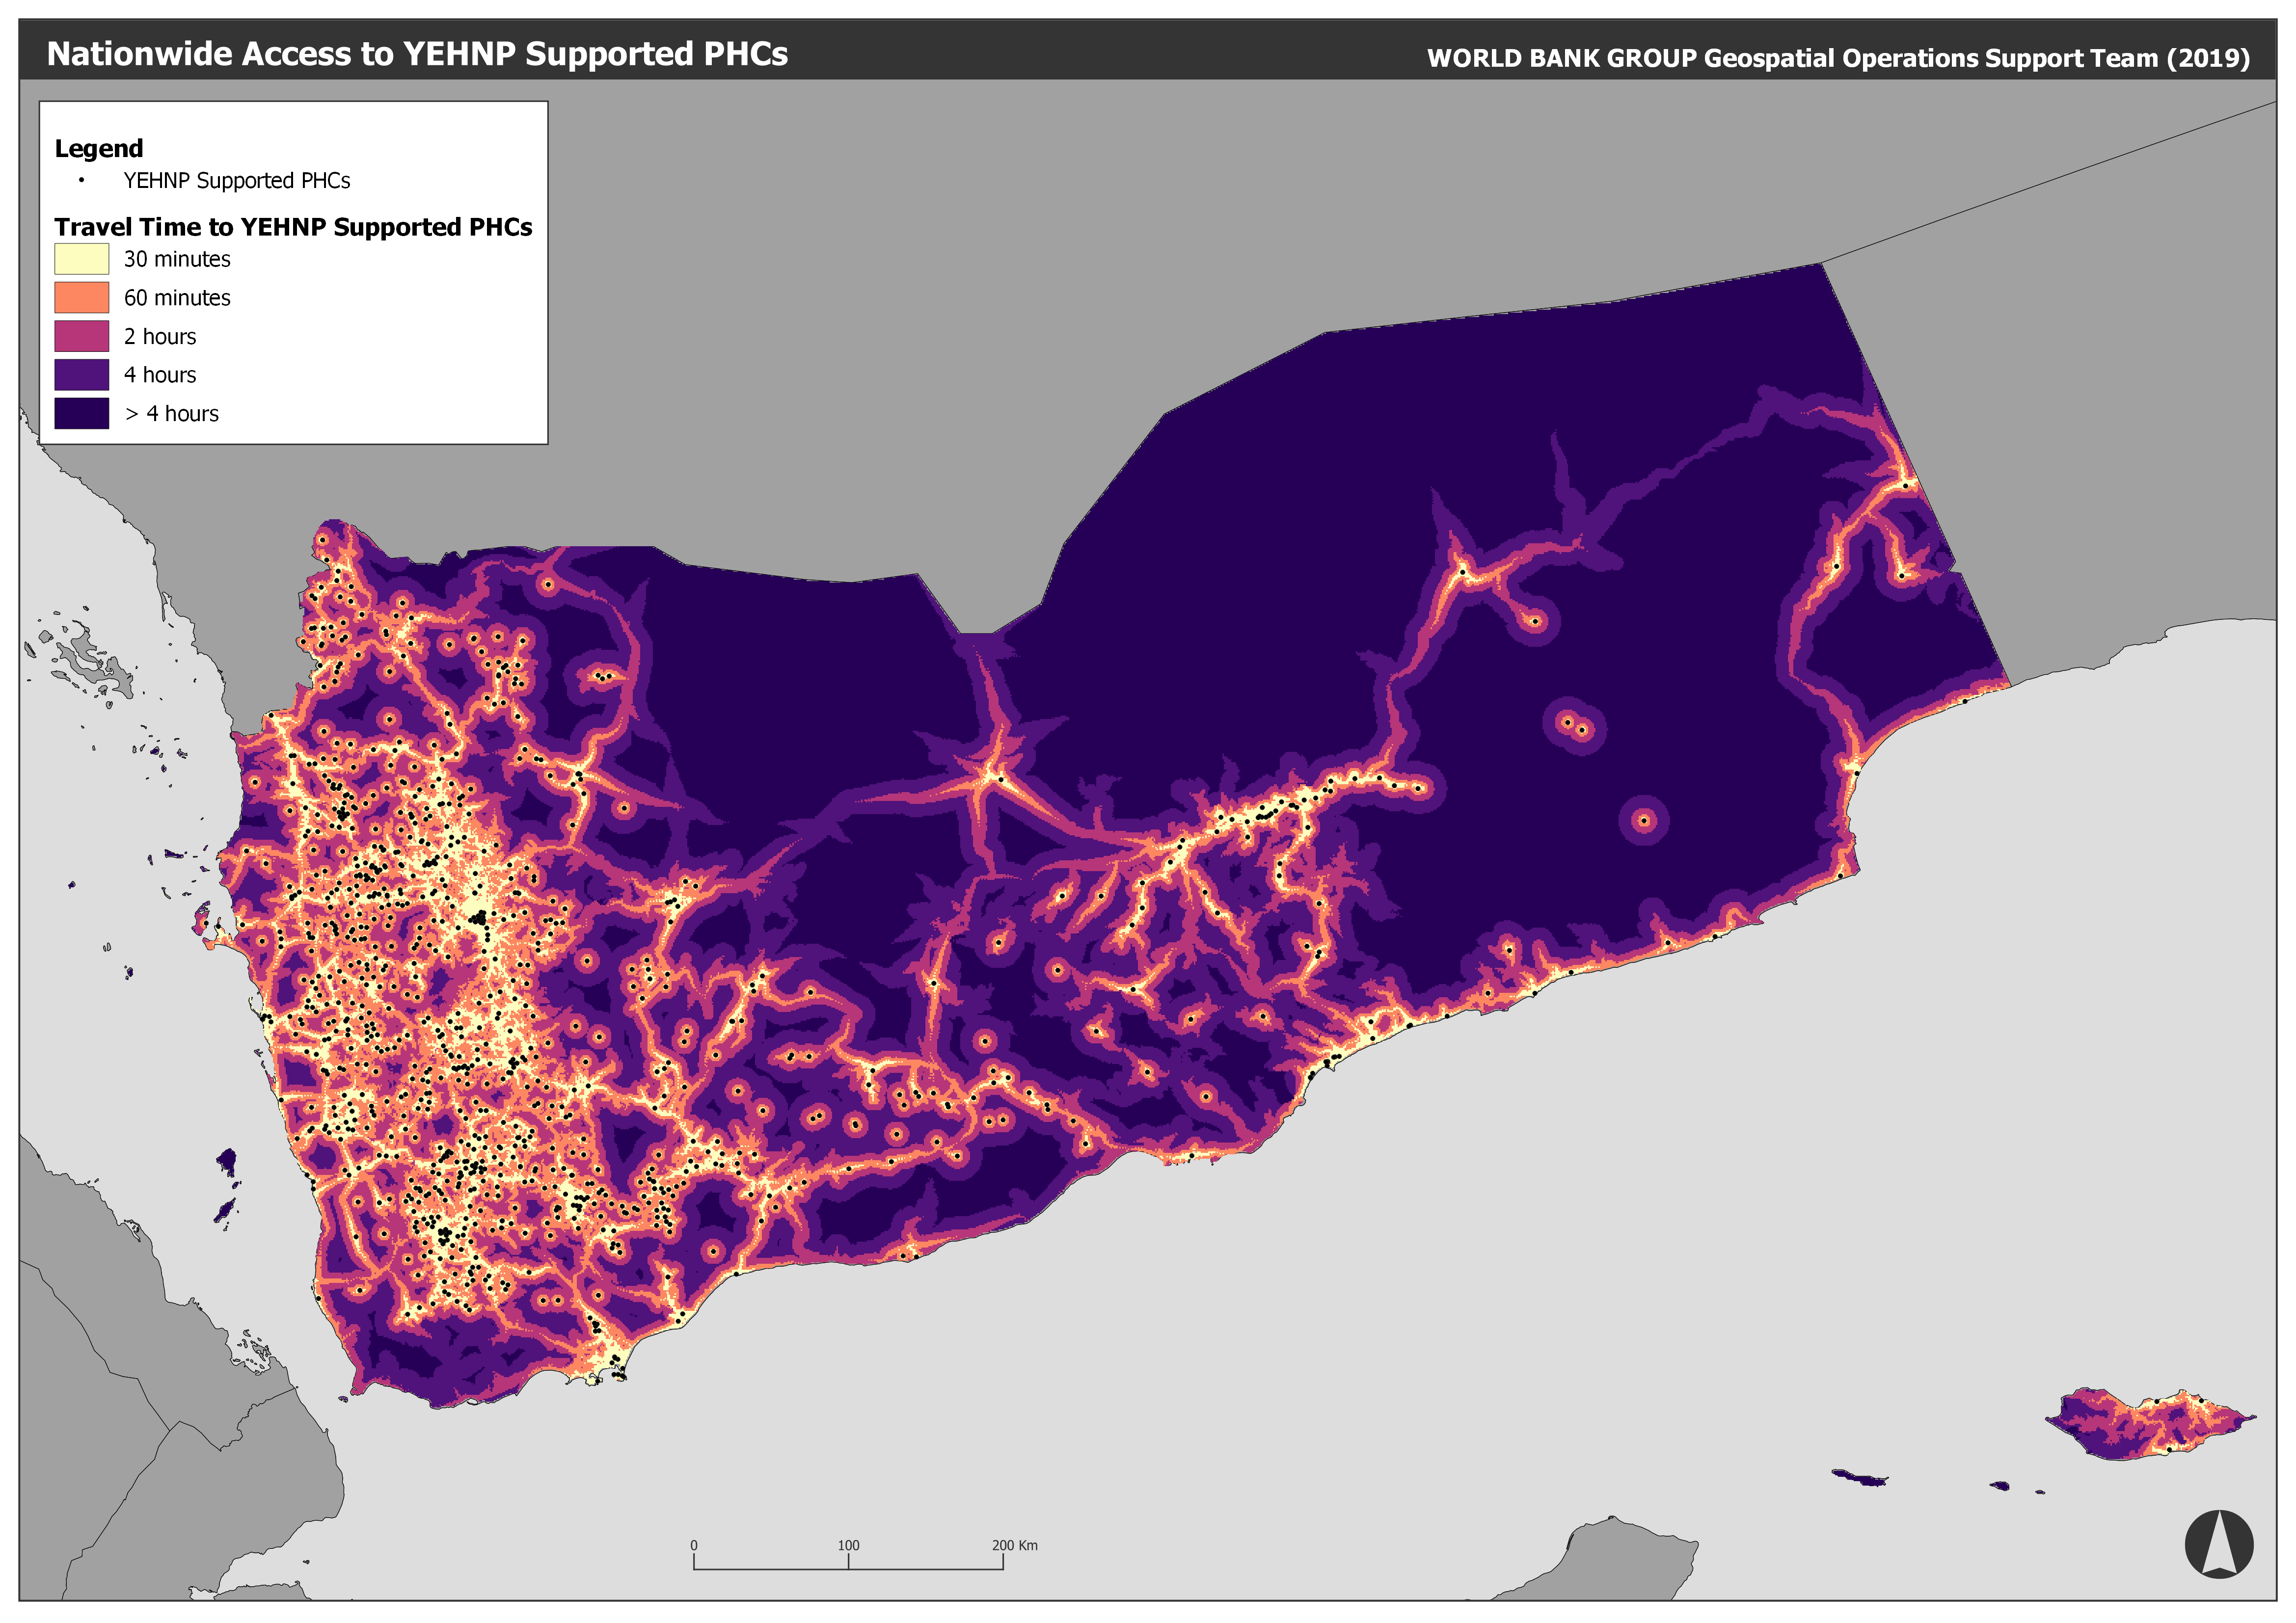 Nationwide Access to YEHNP Supported PHCs
WORLD BANK GROUP Geospatial Operations Support Team (2019)
Legend
YEHNP Supported PHCs
Travel Time to YEHNP Supported PHCs
30 minutes
60 minutes
2 hours
4 hours
> 4 hours
0 100 200 Km